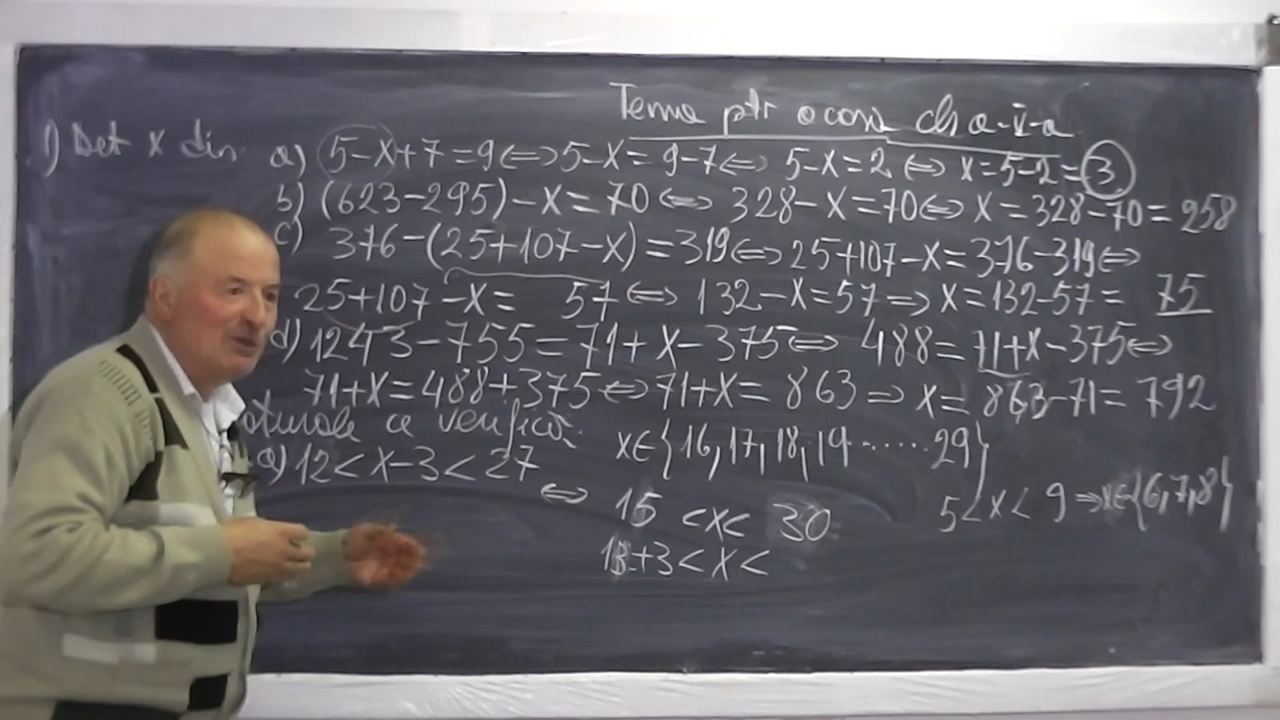 Tema ptr acasă cls a-V-a
1) Det x din a) 5-x+7=9⇔5-x=9-7⇔ 5-x=2 ⇔ x=5-2=3
b) (623-295)-x=70⇔ 328-x=70⇔ x=328-70=258
c) 376-(25+107-x)=319⇔25+107-x=376-319⇔
25+107-x= 57⇔ 132-x=57⇒x=132-57= 75
d) 1243-755=71+x-375⇔ 488=71+x-375⇔
71+x=488+375⇔71+x=863⇒ x=863-71=792
verifică x∈{16,17,18,19......29}
a) 12<x-3<27 ⇔ 15 <x< 30 5<x<9⇒x∈{6,7,8}
+3<x<